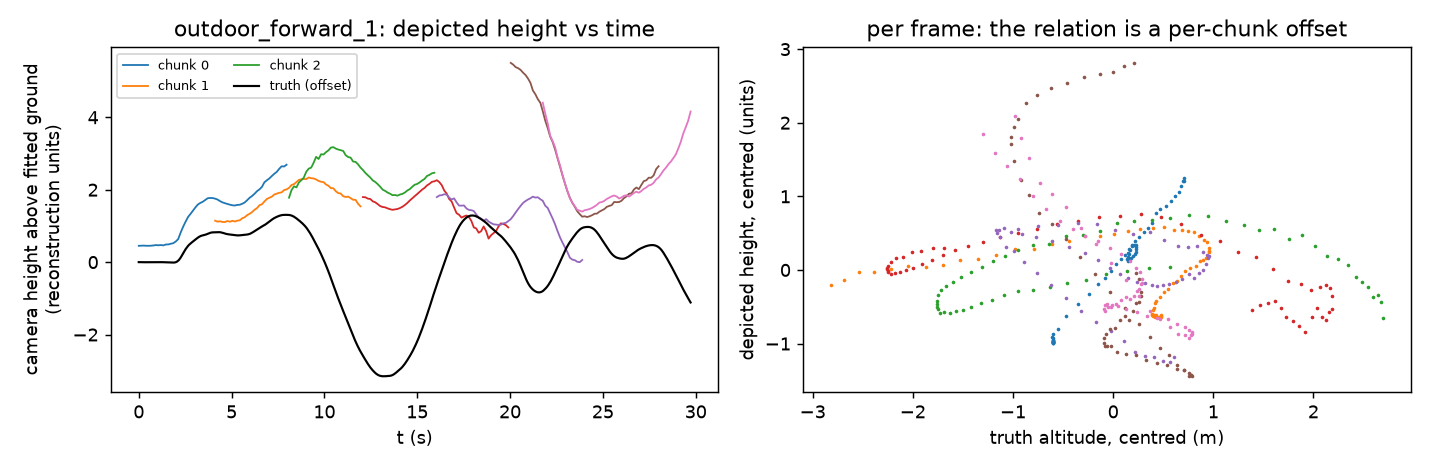 outdoor_forward_1: depicted height vs time
camera height above fitted ground
(reconstruction units)
4
2
0
−2
chunk 0
chunk 1
chunk 2
truth (offset)
0
5
10
15
20
25
30
t (s)
per frame: the relation is a per-chunk offset
depicted height, centred (units)
3
2
1
0
−1
−3
−2
−1
0
1
2
truth altitude, centred (m)